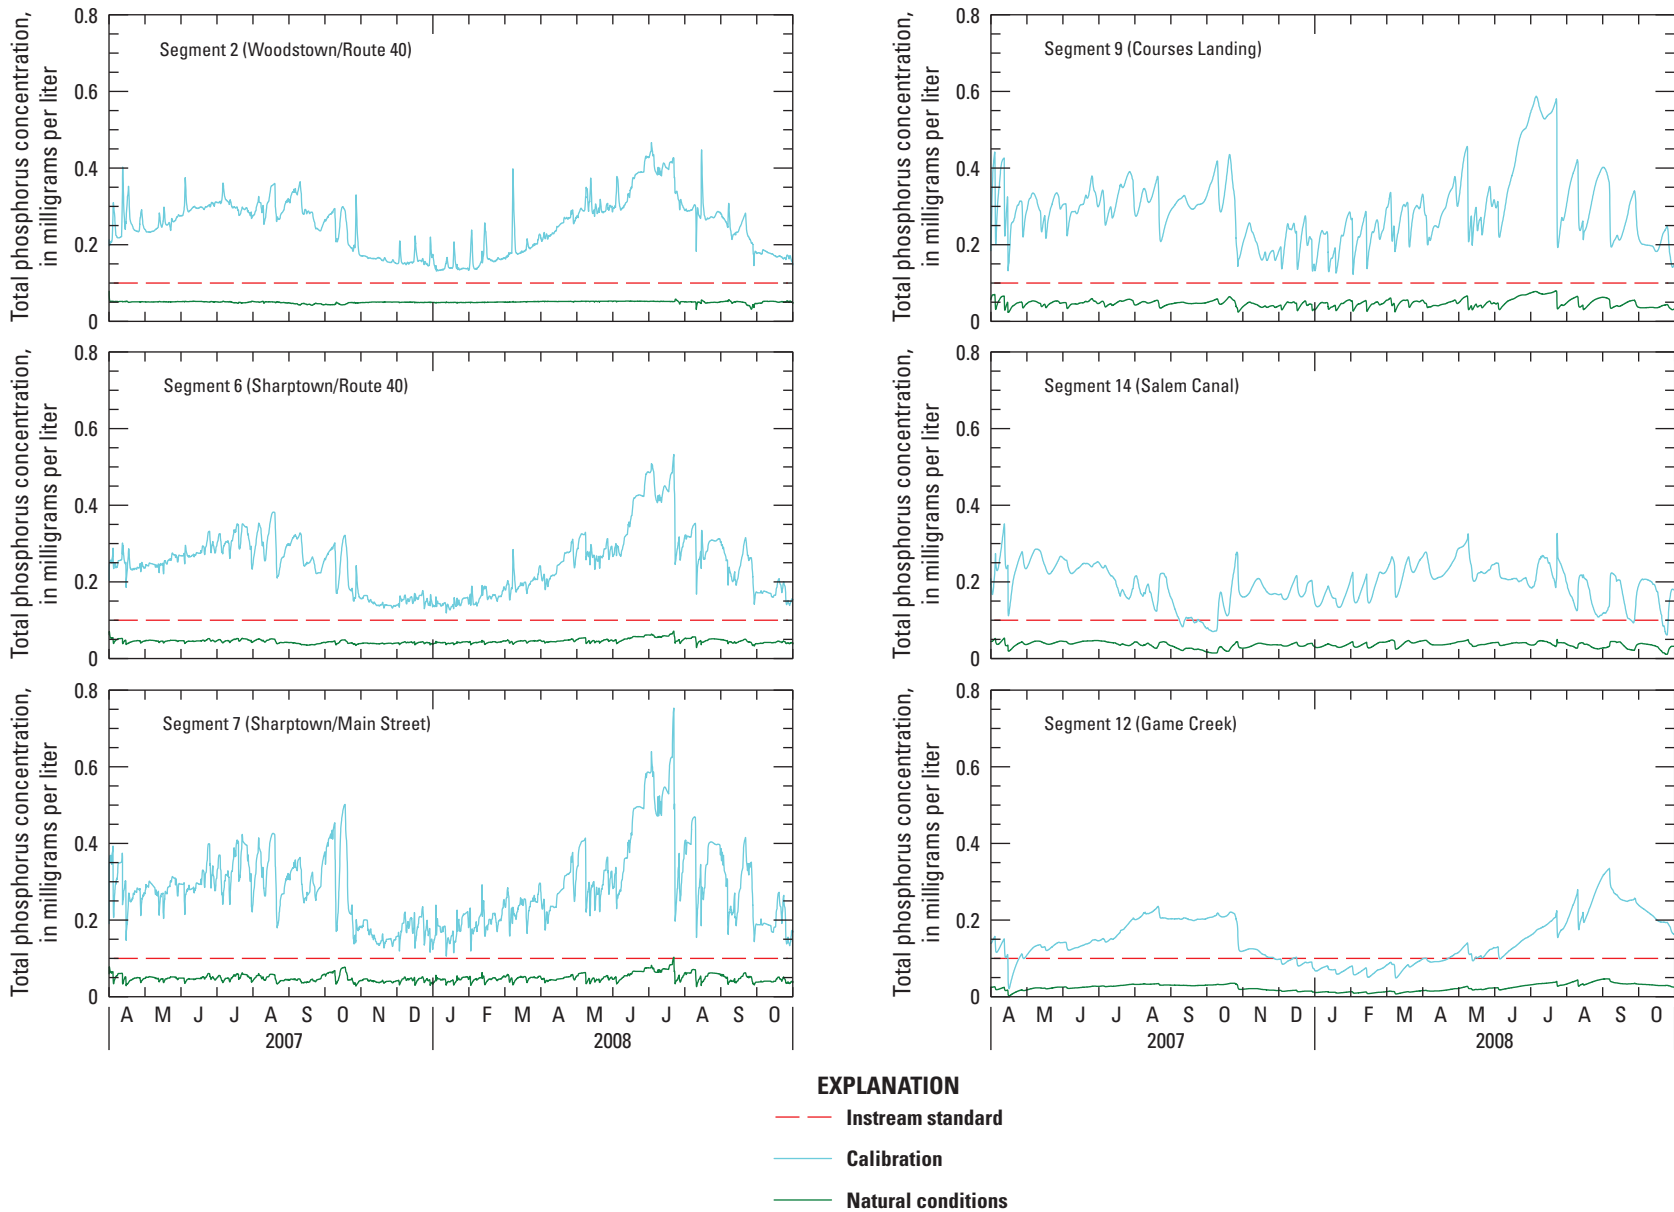 Total phosphorus concentration,
in milligrams per liter
0.8
0.6
0.4
0.2
0
Segment 2 (Woodstown/Route 40)
Total phosphorus concentration,
in milligrams per liter
0.8
0.6
0.4
0.2
0
Segment 9 (Courses Landing)
Total phosphorus concentration,
in milligrams per liter
0.8
0.6
0.4
0.2
0
Segment 6 (Sharptown/Route 40)
Total phosphorus concentration,
in milligrams per liter
0.8
0.6
0.4
0.2
0
Segment 14 (Salem Canal)
Total phosphorus concentration,
in milligrams per liter
0.8
0.6
0.4
0.2
0
Segment 7 (Sharptown/Main Street)
A M J J A S O N D J F M A M J J A S O
2007 2008
Total phosphorus concentration,
in milligrams per liter
0.8
0.6
0.4
0.2
0
Segment 12 (Game Creek)
A M J J A S O N D J F M A M J J A S O
2007 2008
EXPLANATION
Instream standard
Calibration
Natural conditions